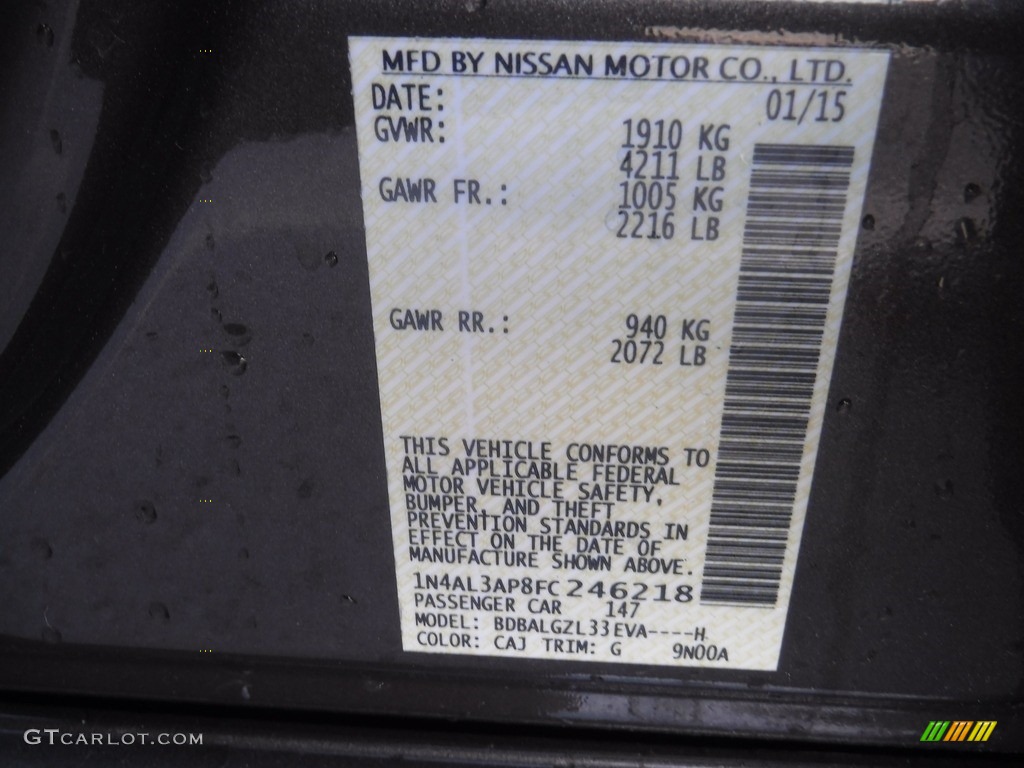 MFD BY NISSAN MOTOR CO., LTD.
DATE: 01/15
GVWR: 1910 KG
4211 LB
GAWR FR.: 1005 KG
2216 LB
GAWR RR.: 940 KG
2072 LB
THIS VEHICLE CONFORMS TO
ALL APPLICABLE FEDERAL
MOTOR VEHICLE SAFETY,
BUMPER, AND THEFT
PREVENTION STANDARDS IN
EFFECT ON THE DATE OF
MANUFACTURE SHOWN ABOVE.
1N4AL3AP8FC246218
PASSENGER CAR 147
MODEL: BDBALGZL33EVA----H
COLOR: CAJ TRIM: G 9N00A
GTCARLOT.COM